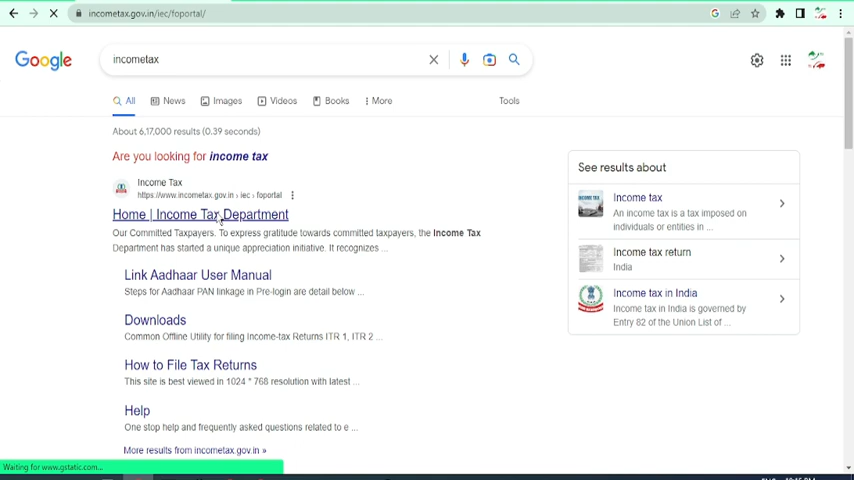 incometax.gov.in/iec/foportal/
Google
incometax
All News Images Videos Books More Tools
About 6,17,000 results (0.39 seconds)
Are you looking for income tax
Income Tax
https://www.incometax.gov.in › iec › foportal
Home | Income Tax Department
Our Committed Taxpayers. To express gratitude towards committed taxpayers, the Income Tax
Department has started a unique appreciation initiative. It recognizes ...
Link Aadhaar User Manual
Steps for Aadhaar PAN linkage in Pre-login are detail below ...
Downloads
Common Offline Utility for filing Income-tax Returns ITR 1, ITR 2 ...
How to File Tax Returns
This site is best viewed in 1024 * 768 resolution with latest ...
Help
One stop help and frequently asked questions related to e ...
More results from incometax.gov.in »
See results about
Income tax
An income tax is a tax imposed on
individuals or entities in ...
Income tax return
India
Income tax in India
Income tax in India is governed by
Entry 82 of the Union List of ...
Waiting for www.gstatic.com...